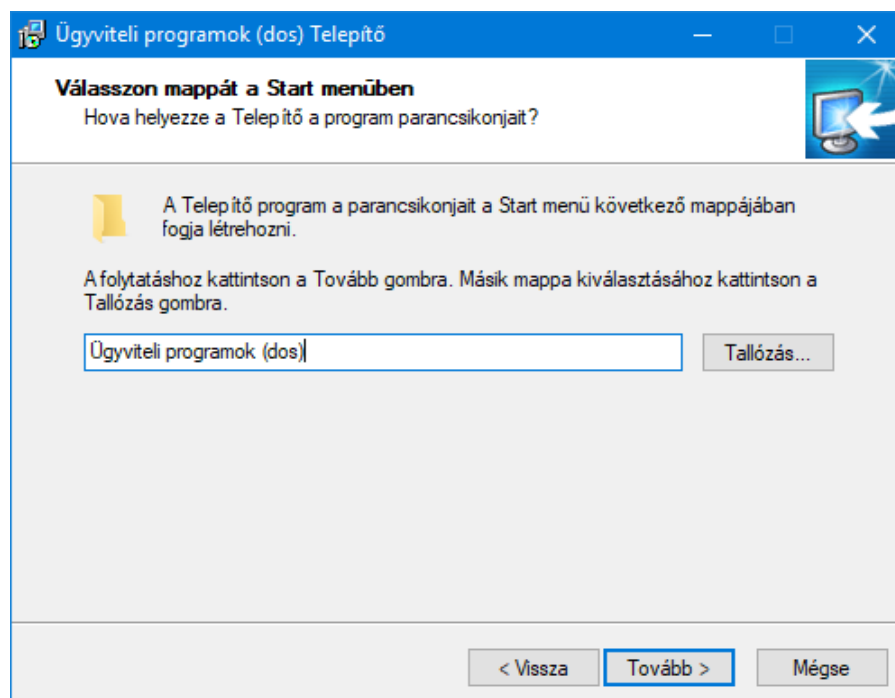 Ügyviteli programok (dos) Telepítő
Válasszon mappát a Start menüben
Hova helyezze a Telepítő a program parancsikonjait?
A Telepítő program a parancsikonjait a Start menü következő mappájában
fogja létrehozni.
A folytatáshoz kattintson a Tovább gombra. Másik mappa kiválasztásához kattintson a
Tallózás gombra.
Ügyviteli programok (dos)
Tallózás...
< Vissza
Tovább >
Mégse